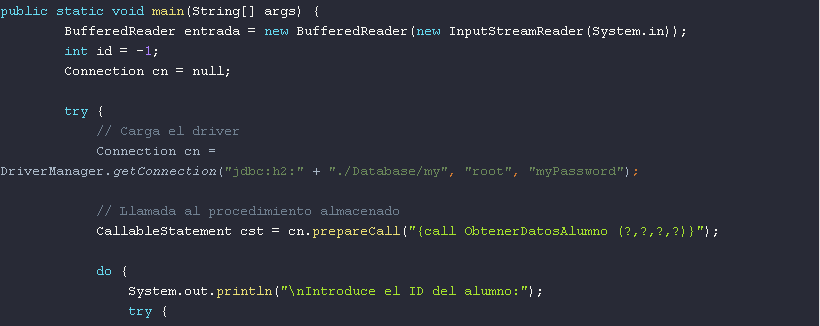 public static void main(String[] args) {
BufferedReader entrada = new BufferedReader(new InputStreamReader(System.in));
int id = -1;
Connection cn = null;
try {
// Carga el driver
Connection cn =
DriverManager.getConnection("jdbc:h2:" + "./Database/my", "root", "myPassword");
// Llamada al procedimiento almacenado
CallableStatement cst = cn.prepareCall("{call ObtenerDatosAlumno (?,?,?,?)}");
do {
System.out.println("\nIntroduce el ID del alumno:");
try {